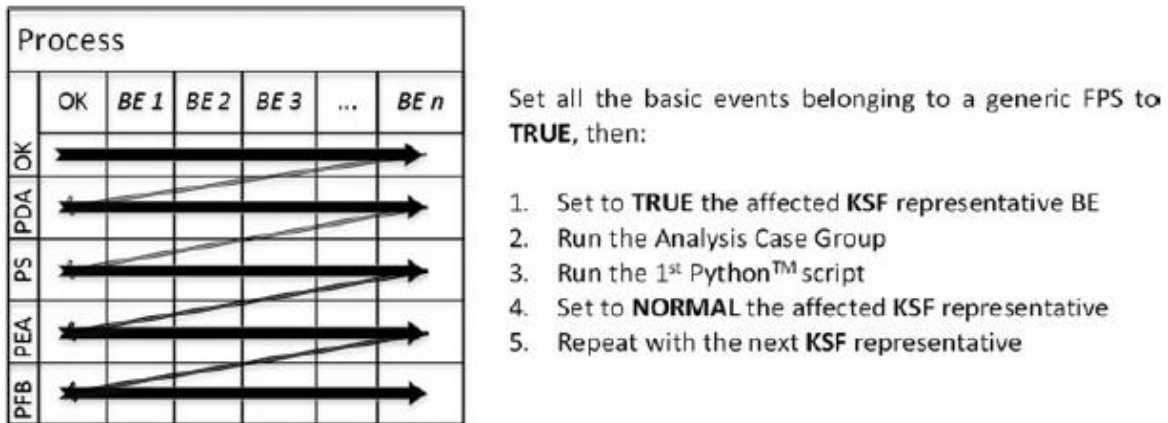 Process
OK BE 1 BE 2 BE 3 ... BE n
OK
PDA
PS
PEA
PFB
Set all the basic events belonging to a generic FPS to
TRUE, then:
1. Set to TRUE the affected KSF representative BE
2. Run the Analysis Case Group
3. Run the 1st Python™ script
4. Set to NORMAL the affected KSF representative
5. Repeat with the next KSF representative